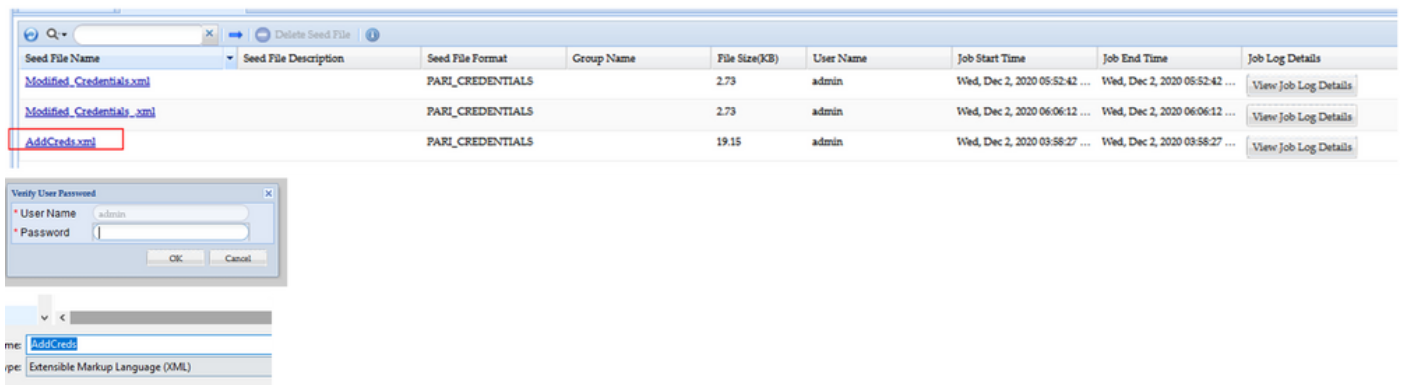 Delete Seed File
Seed File Name Seed File Description Seed File Format Group Name File Size(KB) User Name Job Start Time Job End Time Job Log Details
Modified_Credentials.xml PARI_CREDENTIALS 2.73 admin Wed, Dec 2, 2020 05:52:42 ... Wed, Dec 2, 2020 05:52:42 ... View Job Log Details
Modified_Credentials_.xml PARI_CREDENTIALS 2.73 admin Wed, Dec 2, 2020 06:06:12 ... Wed, Dec 2, 2020 06:06:12 ... View Job Log Details
AddCreds.xml PARI_CREDENTIALS 19.15 admin Wed, Dec 2, 2020 03:58:27 ... Wed, Dec 2, 2020 03:58:27 ... View Job Log Details
Verify User Password
* User Name admin
* Password
OK Cancel
me: AddCreds
ype: Extensible Markup Language (XML)